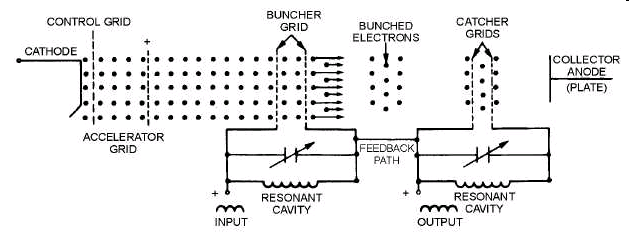 CONTROL GRID
CATHODE
+
ACCELERATOR
GRID
BUNCHER
GRID
BUNCHED
ELECTRONS
CATCHER
GRIDS
COLLECTOR
ANODE
(PLATE)
FEEDBACK
PATH
+
INPUT
RESONANT
CAVITY
+
OUTPUT
RESONANT
CAVITY